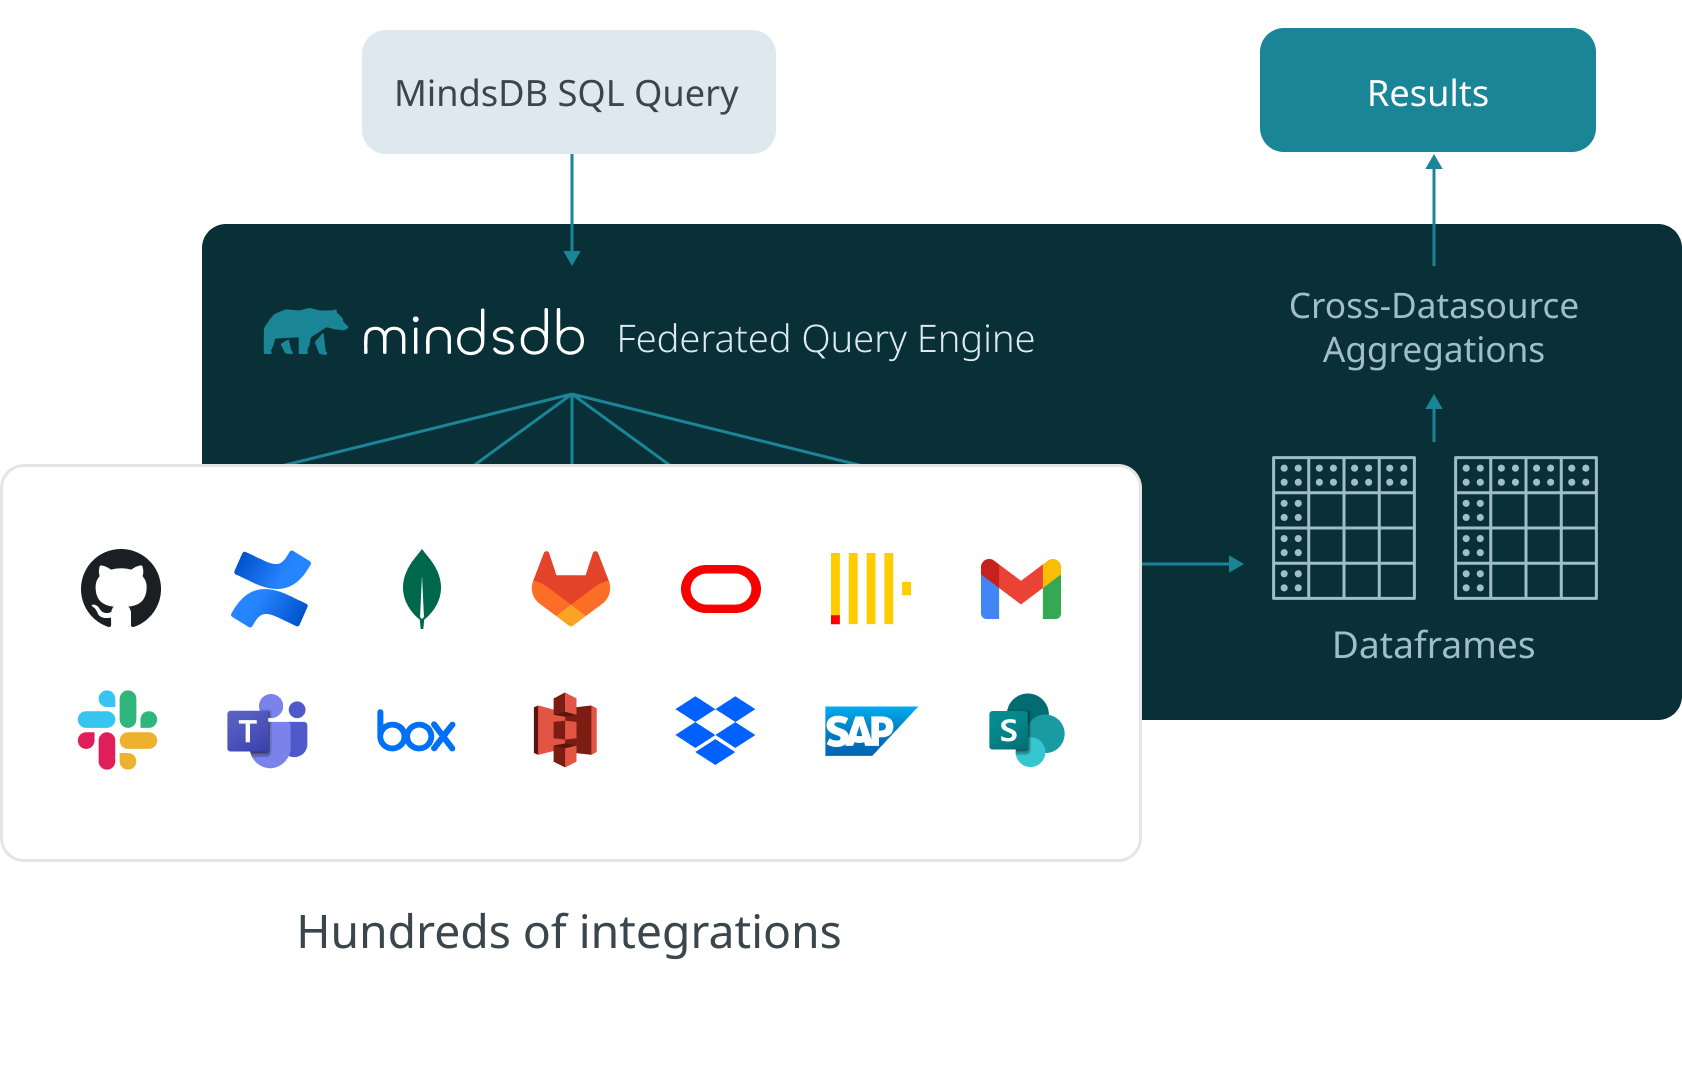 MindsDB SQL Query
Results
mindsdb Federated Query Engine
Cross-Datasource
Aggregations
Dataframes
T
box
SAP
S
Hundreds of integrations